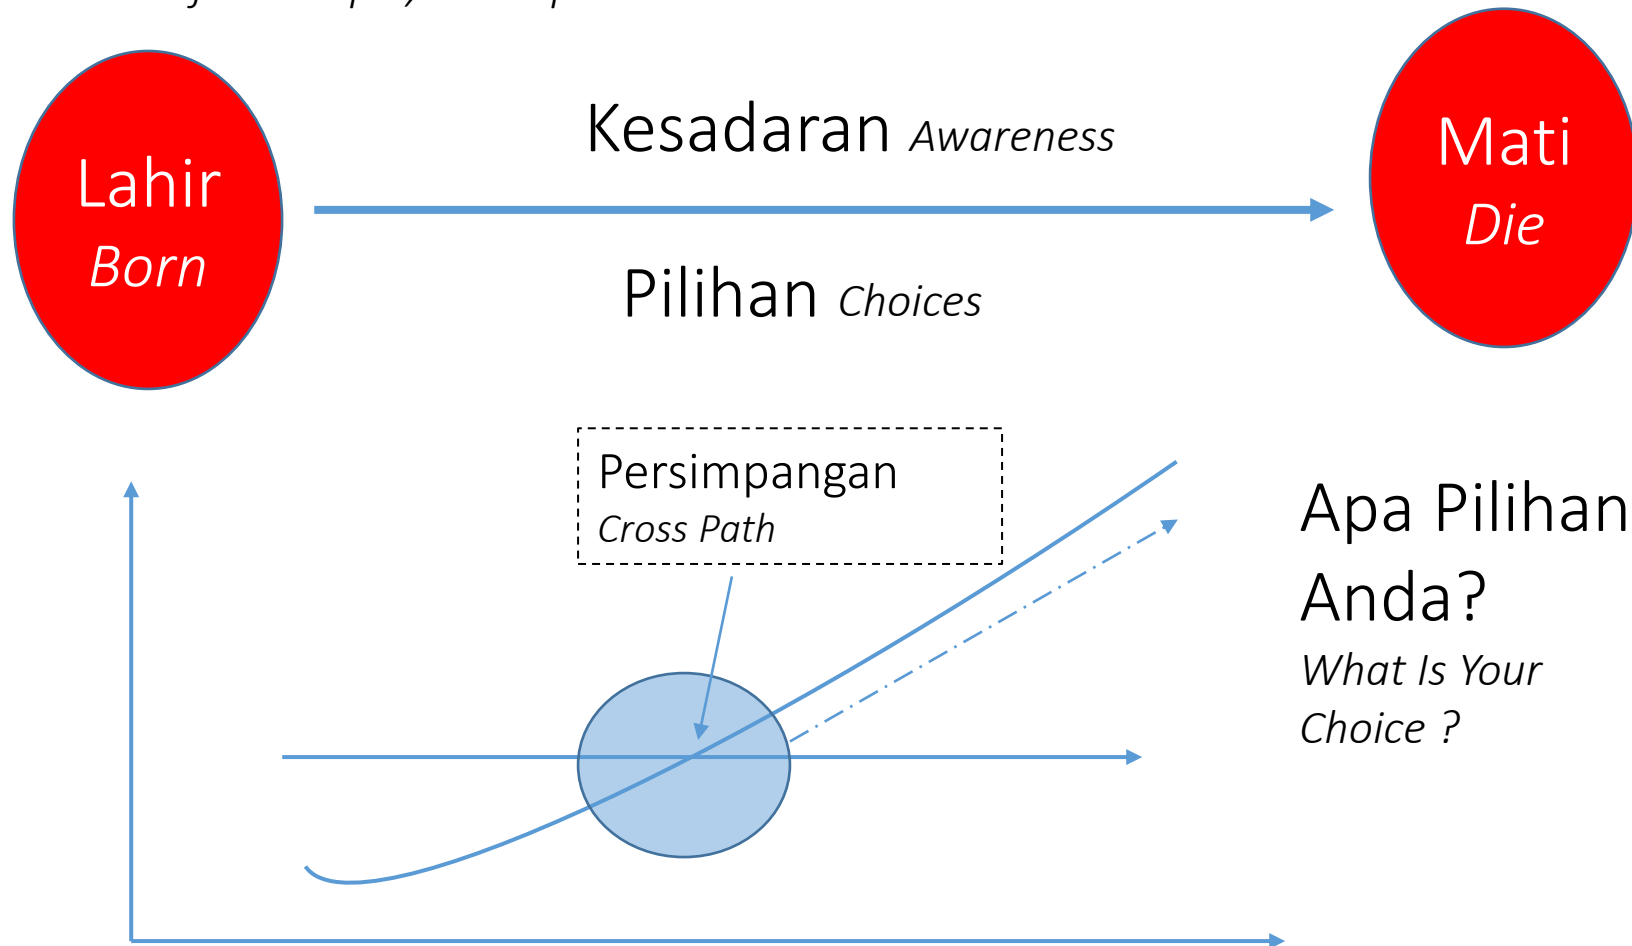 Lahir
Born
Kesadaran Awareness
Pilihan Choices
Mati
Die
Persimpangan
Cross Path
Apa Pilihan
Anda?
What Is Your
Choice ?